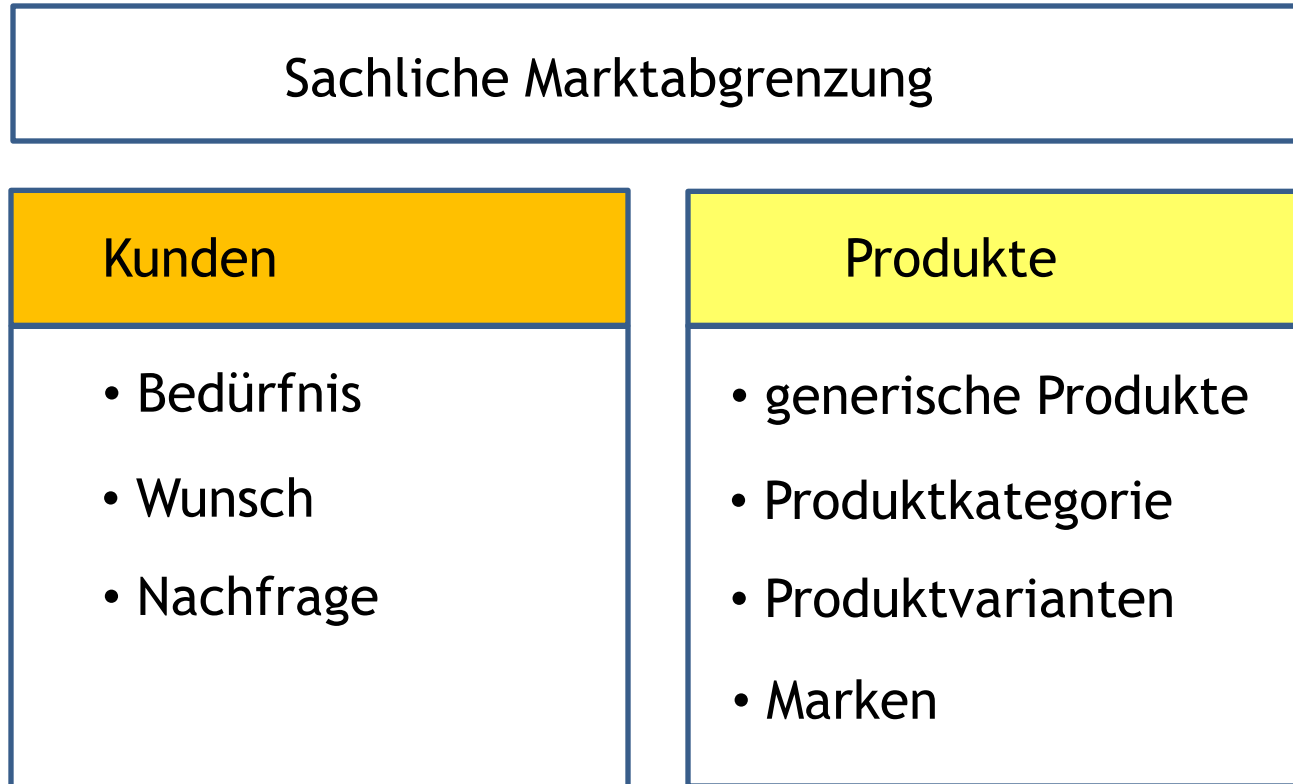 Sachliche Marktabgrenzung
Kunden
• Bedürfnis
• Wunsch
• Nachfrage
Produkte
• generische Produkte
• Produktkategorie
• Produktvarianten
• Marken